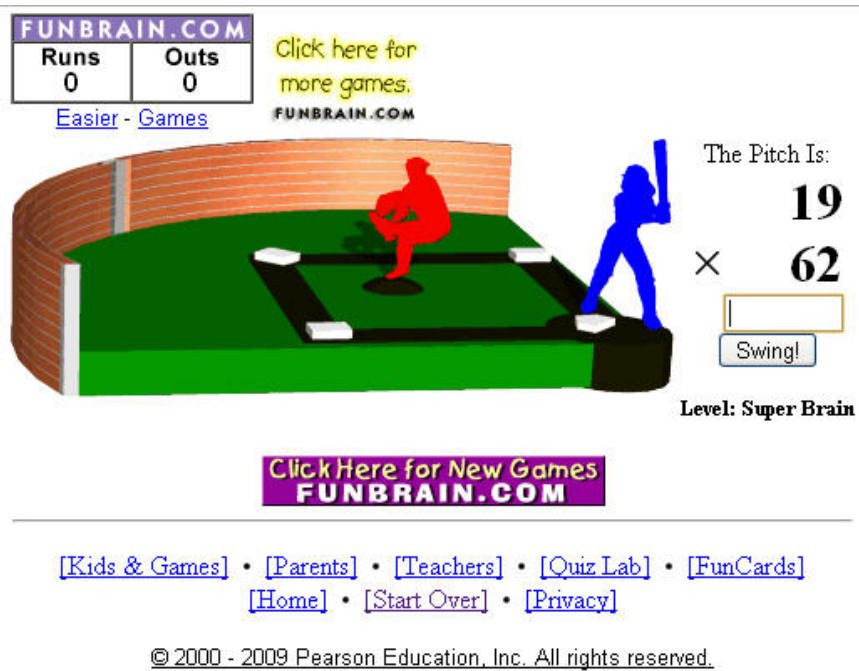 FUNBRAIN.COM
Runs Outs
0 0
Easier - Games
Click here for
more games.
FUNBRAIN.COM
The Pitch Is:
19
× 62
Swing!
Level: Super Brain
Click Here for New Games
FUNBRAIN.COM
[Kids & Games] • [Parents] • [Teachers] • [Quiz Lab] • [FunCards]
[Home] • [Start Over] • [Privacy]
© 2000 - 2009 Pearson Education, Inc. All rights reserved.